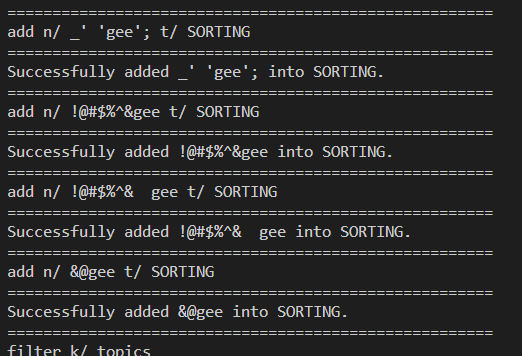 ======================================================
add n/ _' 'gee'; t/ SORTING
======================================================
Successfully added _' 'gee'; into SORTING.
======================================================
add n/ !@#$%^&gee t/ SORTING
======================================================
Successfully added !@#$%^&gee into SORTING.
======================================================
add n/ !@#$%^&  gee t/ SORTING
======================================================
Successfully added !@#$%^&  gee into SORTING.
======================================================
add n/ &@gee t/ SORTING
======================================================
Successfully added &@gee into SORTING.
======================================================
filter k/ topics